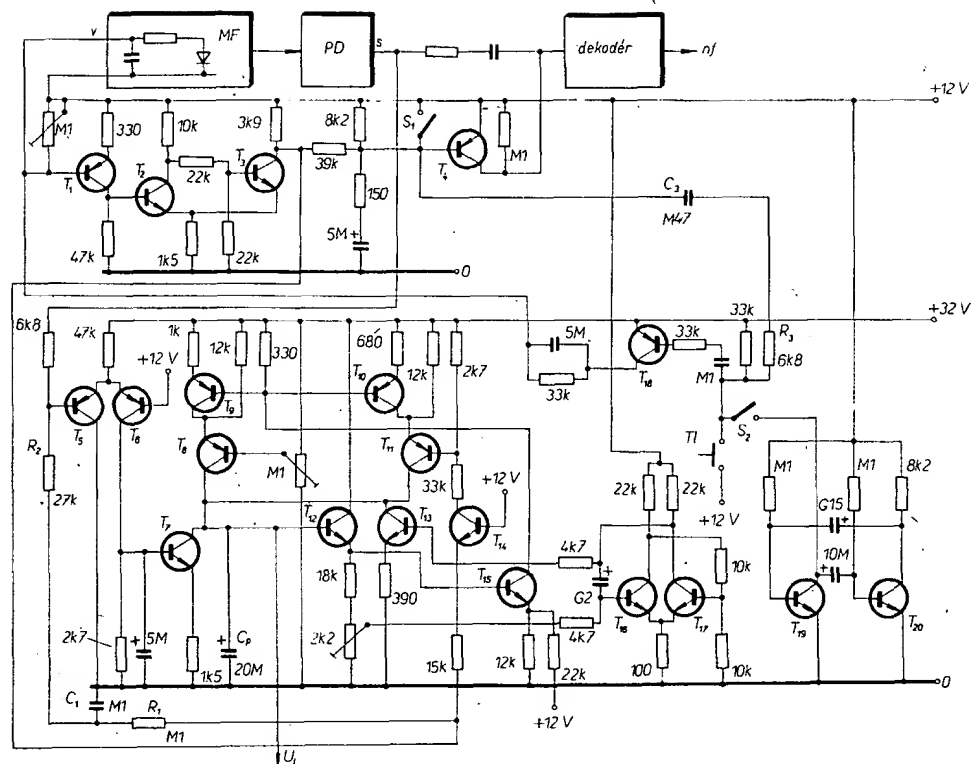 v
MF
PD
s
dekodér
nf
+12 V
M1
330
10k
3k9
8k2
S1
M1
T1
T2
22k
T3
39k
T4
150
C3
M47
47k
1k5
22k
5M
+
0
6k8
47k
+12 V
1k
12k
330
680
12k
2k7
5M
33k
T18
33k
M1
33k
R3
6k8
+32 V
T5
T6
T9
T10
R2
27k
T8
M1
T11
33k
+12 V
22k
22k
T1
S2
+12 V
M1
M1
8k2
G15
+
T7
T12
T13
T14
18k
390
T15
4k7
+
G2
4k7
T16
T17
10k
+
10M
T19
T20
2k7
+
5M
1k5
+
Cp
20M
2k2
15k
12k
22k
100
10k
0
C1
M1
R1
M1
+12 V